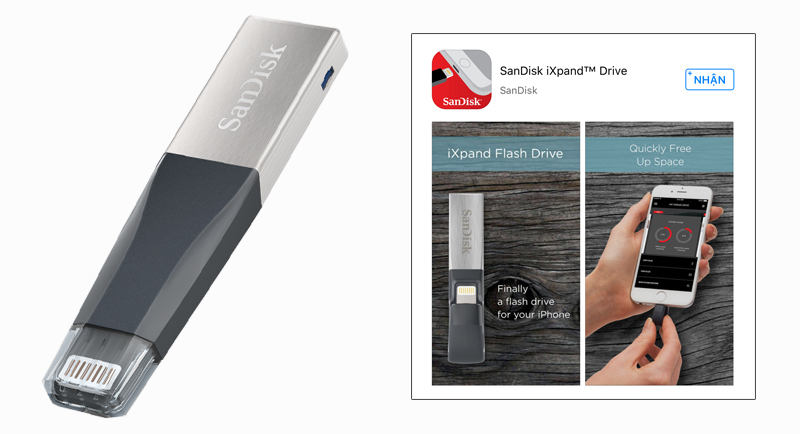 SanDisk
SanDisk iXpand™ Drive
SanDisk
NHẬN
SanDisk
iXpand Flash Drive
SanDisk
Finally
a flash drive
for your iPhone
Quickly Free
Up Space